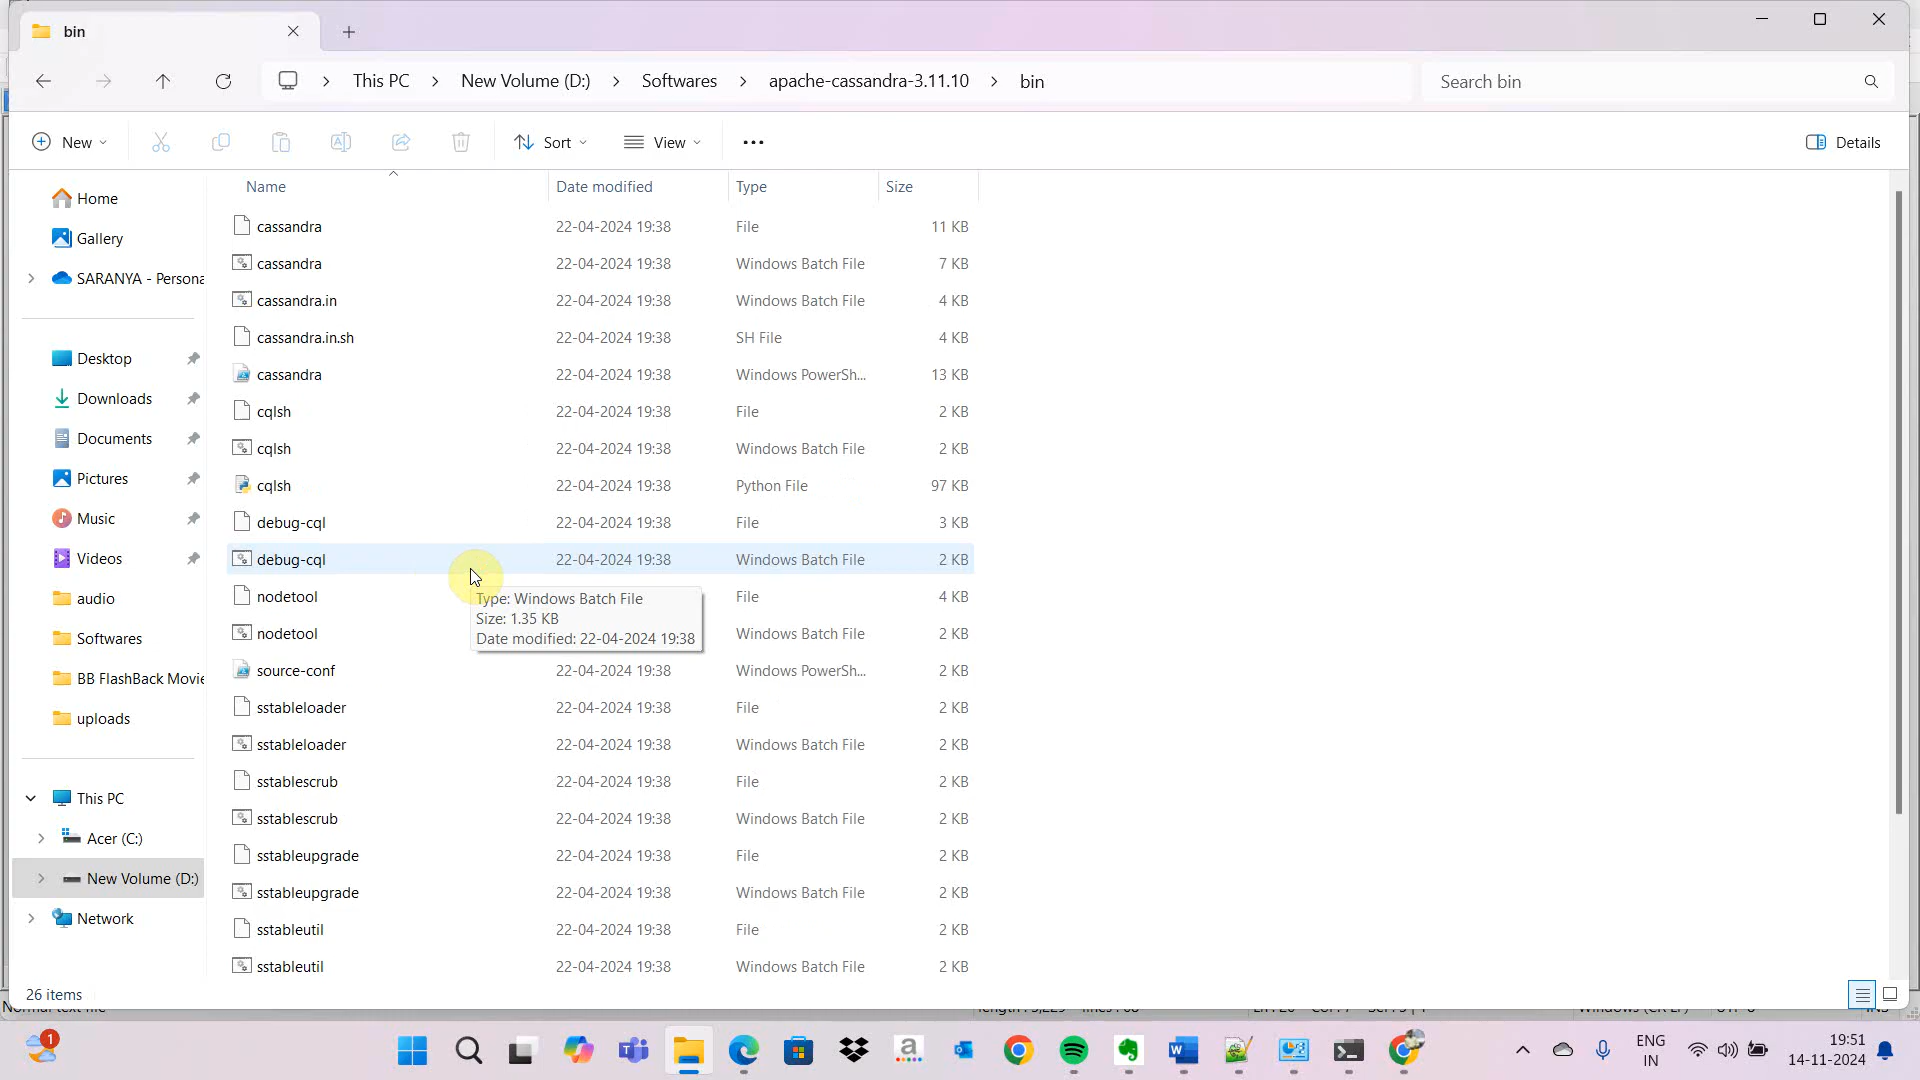 bin
This PC
New Volume (D:)
Softwares
apache-cassandra-3.11.10
bin
Search bin
New
Sort
View
Details
Name Date modified Type Size
Home
Gallery
SARANYA - Persona
Desktop
Downloads
Documents
Pictures
Music
Videos
audio
Softwares
BB FlashBack Movie
uploads
This PC
Acer (C:)
New Volume (D:)
Network
cassandra 22-04-2024 19:38 File 11 KB
cassandra 22-04-2024 19:38 Windows Batch File 7 KB
cassandra.in 22-04-2024 19:38 Windows Batch File 4 KB
cassandra.in.sh 22-04-2024 19:38 SH File 4 KB
cassandra 22-04-2024 19:38 Windows PowerSh... 13 KB
cqlsh 22-04-2024 19:38 File 2 KB
cqlsh 22-04-2024 19:38 Windows Batch File 2 KB
cqlsh 22-04-2024 19:38 Python File 97 KB
debug-cql 22-04-2024 19:38 File 3 KB
debug-cql 22-04-2024 19:38 Windows Batch File 2 KB
nodetool File 4 KB
nodetool Windows Batch File 2 KB
Type: Windows Batch File
Size: 1.35 KB
Date modified: 22-04-2024 19:38
source-conf 22-04-2024 19:38 Windows PowerSh... 2 KB
sstableloader 22-04-2024 19:38 File 2 KB
sstableloader 22-04-2024 19:38 Windows Batch File 2 KB
sstablescrub 22-04-2024 19:38 File 2 KB
sstablescrub 22-04-2024 19:38 Windows Batch File 2 KB
sstableupgrade 22-04-2024 19:38 File 2 KB
sstableupgrade 22-04-2024 19:38 Windows Batch File 2 KB
sstableutil 22-04-2024 19:38 File 2 KB
sstableutil 22-04-2024 19:38 Windows Batch File 2 KB
26 items
1
ENG
IN
19:51
14-11-2024